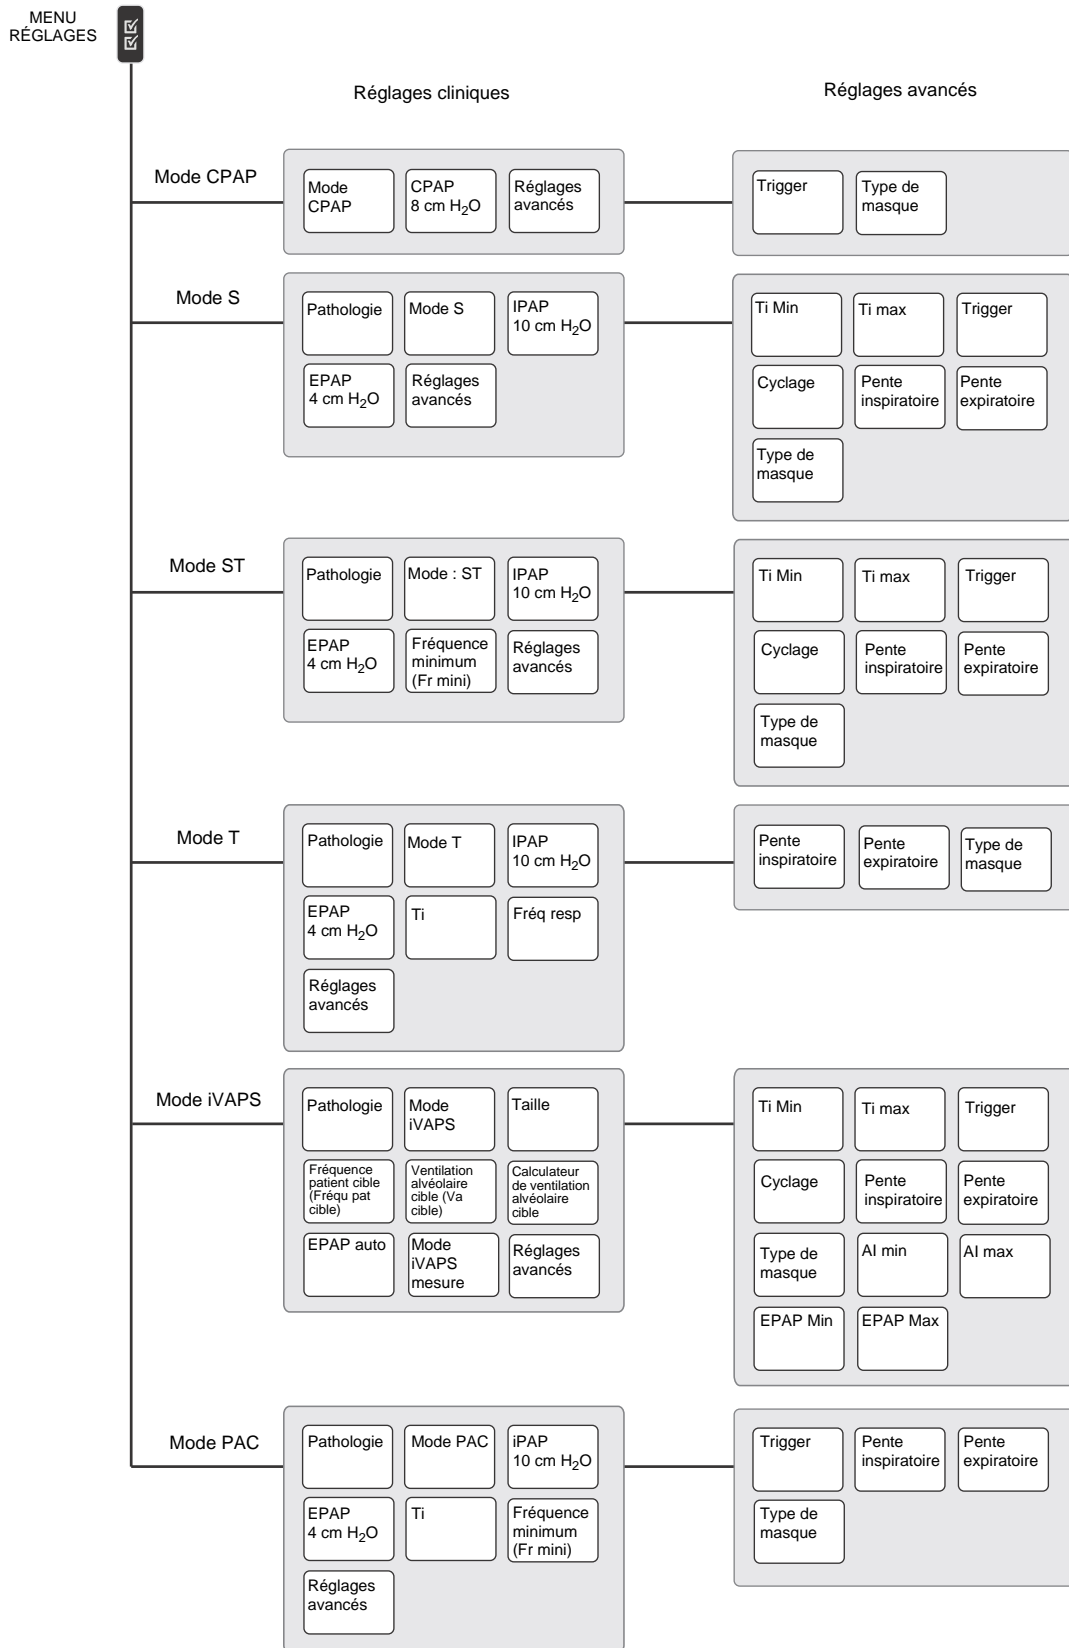 MENU
RÉGLAGES
Réglages cliniques
Réglages avancés
Mode CPAP
Mode
CPAP
CPAP
8 cm H₂O
Réglages
avancés
Trigger
Type de
masque
Mode S
Pathologie
Mode S
IPAP
10 cm H₂O
EPAP
4 cm H₂O
Réglages
avancés
Ti Min
Ti max
Trigger
Cyclage
Pente
inspiratoire
Pente
expiratoire
Type de
masque
Mode ST
Pathologie
Mode : ST
IPAP
10 cm H₂O
EPAP
4 cm H₂O
Fréquence
minimum
(Fr mini)
Réglages
avancés
Ti Min
Ti max
Trigger
Cyclage
Pente
inspiratoire
Pente
expiratoire
Type de
masque
Mode T
Pathologie
Mode T
IPAP
10 cm H₂O
EPAP
4 cm H₂O
Ti
Fréq resp
Réglages
avancés
Pente
inspiratoire
Pente
expiratoire
Type de
masque
Mode iVAPS
Pathologie
Mode
iVAPS
Taille
Fréquence
patient cible
(Fréqu pat
cible)
Ventilation
alvéolaire
cible (Va
cible)
Calculateur
de ventilation
alvéolaire
cible
EPAP auto
Mode
iVAPS
mesure
Réglages
avancés
Ti Min
Ti max
Trigger
Cyclage
Pente
inspiratoire
Pente
expiratoire
Type de
masque
AI min
AI max
EPAP Min
EPAP Max
Mode PAC
Pathologie
Mode PAC
iPAP
10 cm H₂O
EPAP
4 cm H₂O
Ti
Fréquence
minimum
(Fr mini)
Réglages
avancés
Trigger
Pente
inspiratoire
Pente
expiratoire
Type de
masque